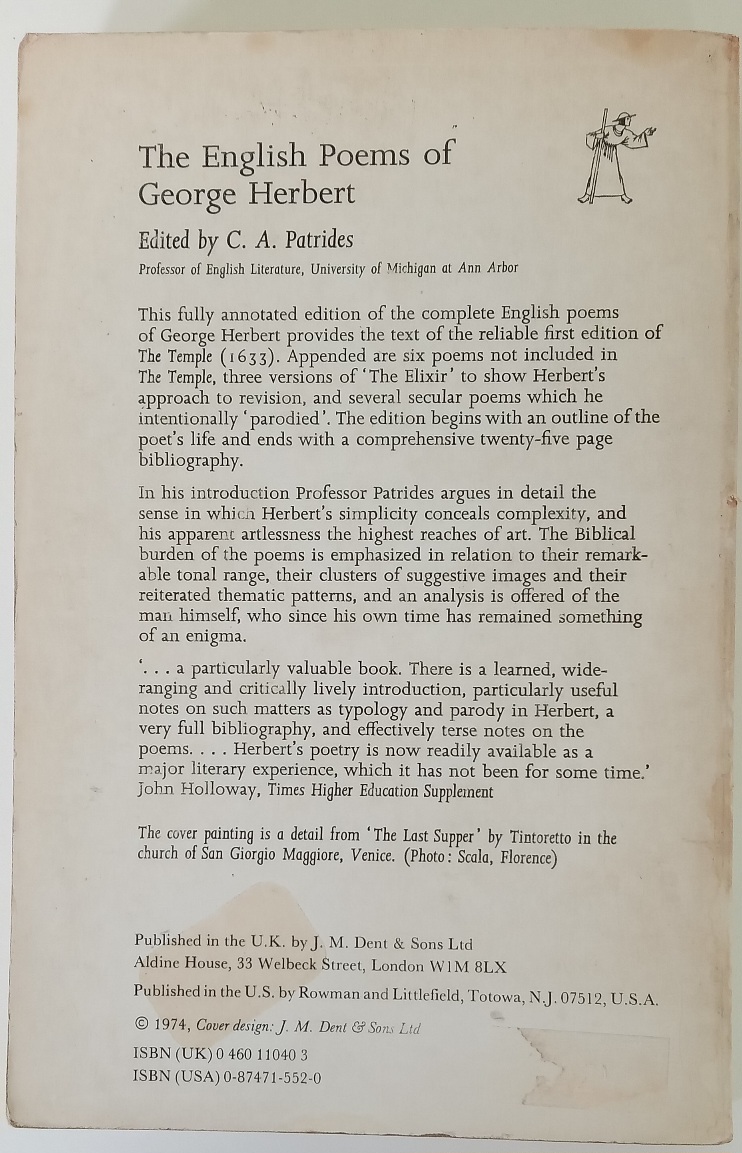 The English Poems of
George Herbert
Edited by C. A. Patrides
Professor of English Literature, University of Michigan at Ann Arbor
This fully annotated edition of the complete English poems
of George Herbert provides the text of the reliable first edition of
The Temple (1633). Appended are six poems not included in
The Temple, three versions of ‘The Elixir’ to show Herbert’s
approach to revision, and several secular poems which he
intentionally ‘parodied’. The edition begins with an outline of the
poet’s life and ends with a comprehensive twenty-five page
bibliography.
In his introduction Professor Patrides argues in detail the
sense in which Herbert’s simplicity conceals complexity, and
his apparent artlessness the highest reaches of art. The Biblical
burden of the poems is emphasized in relation to their remark-
able tonal range, their clusters of suggestive images and their
reiterated thematic patterns, and an analysis is offered of the
man himself, who since his own time has remained something
of an enigma.
‘. . . a particularly valuable book. There is a learned, wide-
ranging and critically lively introduction, particularly useful
notes on such matters as typology and parody in Herbert, a
very full bibliography, and effectively terse notes on the
poems. . . . Herbert’s poetry is now readily available as a
major literary experience, which it has not been for some time.’
John Holloway, Times Higher Education Supplement
The cover painting is a detail from ‘The Last Supper’ by Tintoretto in the
church of San Giorgio Maggiore, Venice. (Photo: Scala, Florence)
Published in the U.K. by J. M. Dent & Sons Ltd
Aldine House, 33 Welbeck Street, London W1M 8LX
Published in the U.S. by Rowman and Littlefield, Totowa, N.J. 07512, U.S.A.
© 1974, Cover design: J. M. Dent & Sons Ltd
ISBN (UK) 0 460 11040 3
ISBN (USA) 0-87471-552-0